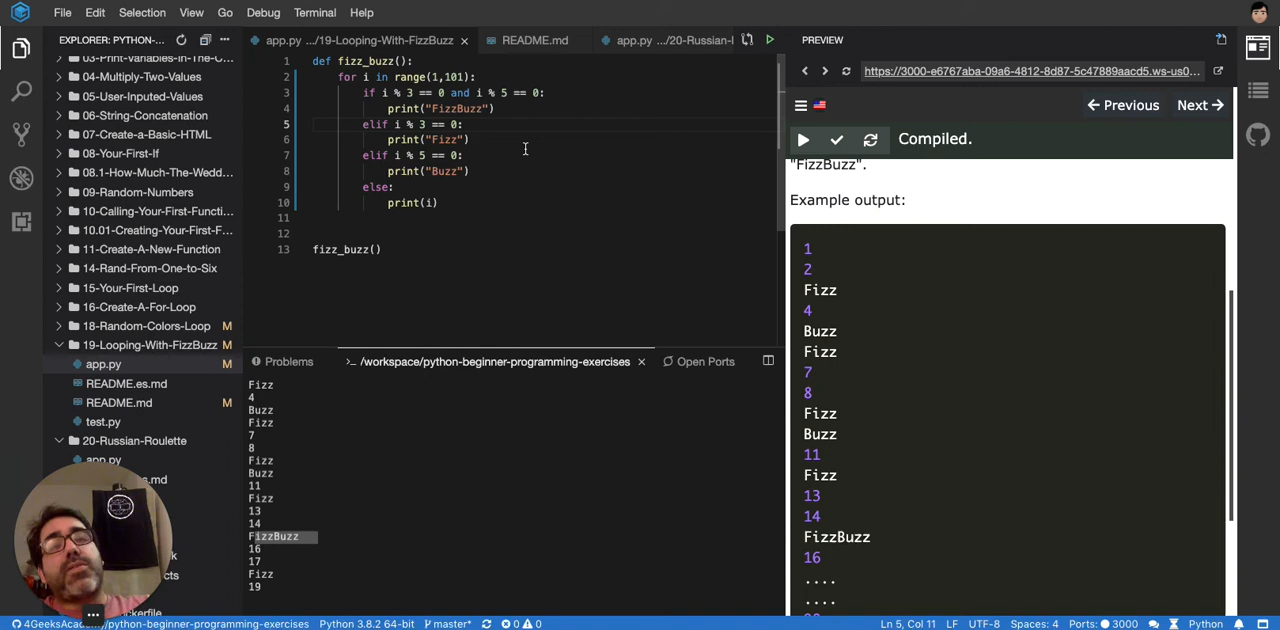 File Edit Selection View Go Debug Terminal Help
EXPLORER: PYTHON-...
03-Print-Variables-In-The-C...
04-Multiply-Two-Values
05-User-Inputed-Values
06-String-Concatenation
07-Create-a-Basic-HTML
08-Your-First-If
08.1-How-Much-The-Wedd...
09-Random-Numbers
10-Calling-Your-First-Functi...
10.01-Creating-Your-First-F...
11-Create-A-New-Function
14-Rand-From-One-to-Six
15-Your-First-Loop
16-Create-A-For-Loop
18-Random-Colors-Loop M
19-Looping-With-FizzBuzz M
app.py M
README.es.md
README.md M
test.py
20-Russian-Roulette
app.py
s.md
app.py .../19-Looping-With-FizzBuzz README.md app.py .../20-Russian-I
1 def fizz_buzz():
2 for i in range(1,101):
3 if i % 3 == 0 and i % 5 == 0:
4 print("FizzBuzz")
5 elif i % 3 == 0:
6 print("Fizz")
7 elif i % 5 == 0:
8 print("Buzz")
9 else:
10 print(i)
11
12
13 fizz_buzz()
Problems >_ /workspace/python-beginner-programming-exercises Open Ports
Fizz
4
Buzz
Fizz
7
8
Fizz
Buzz
11
Fizz
13
14
FizzBuzz
16
17
Fizz
19
PREVIEW
https://3000-e6767aba-09a6-4812-8d87-5c47889aacd5.ws-us0...
Previous Next
Compiled.
"FizzBuzz".
Example output:
1
2
Fizz
4
Buzz
Fizz
7
8
Fizz
Buzz
11
Fizz
13
14
FizzBuzz
16
....
....
4GeeksAcademy/python-beginner-programming-exercises Python 3.8.2 64-bit master* 0 0 Ln 5, Col 11 LF UTF-8 Spaces: 4 Ports: 3000 Python